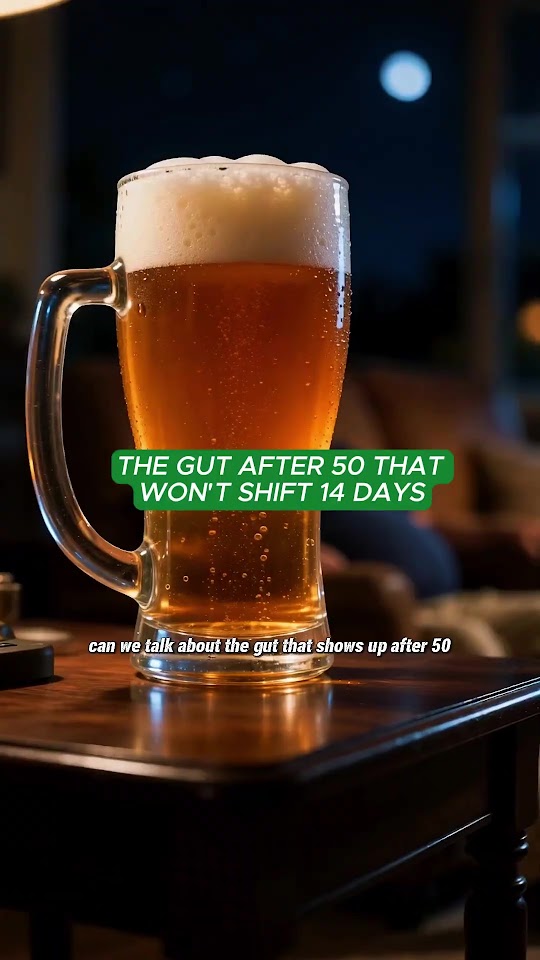 THE GUT AFTER 50 THAT
WON'T SHIFT 14 DAYS
can we talk about the gut that shows up after 50